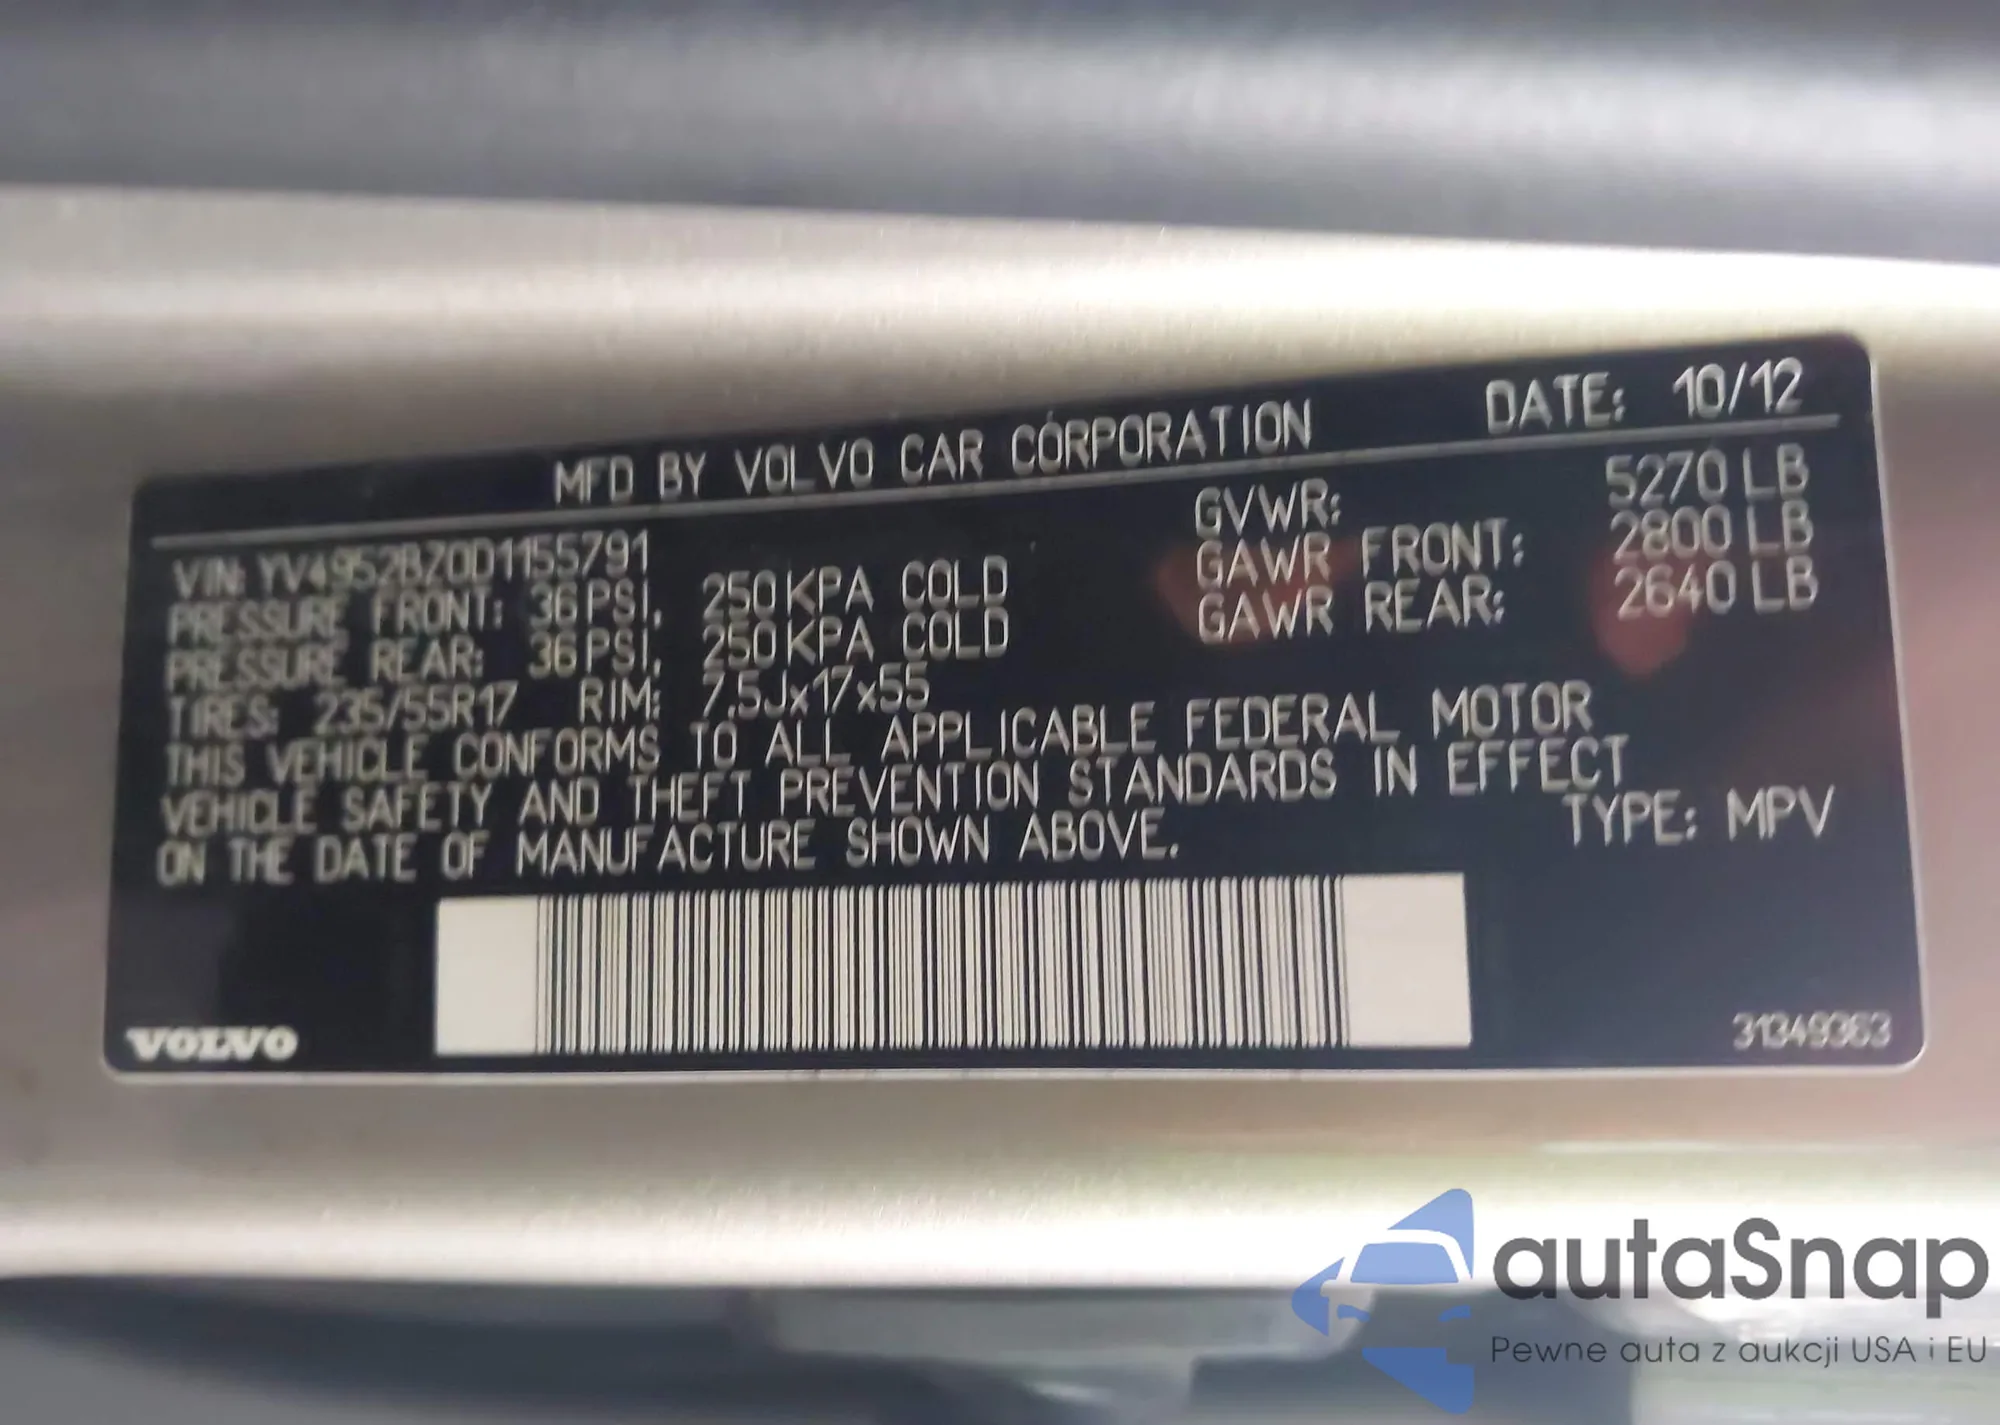 MFD BY VOLVO CAR CORPORATION DATE: 10/12
VIN: YV4952BZ0D1155791 GVWR: 5270 LB
PRESSURE FRONT: 36 PSI, 250 KPA COLD GAWR FRONT: 2800 LB
PRESSURE REAR: 36 PSI, 250 KPA COLD GAWR REAR: 2640 LB
TIRES: 235/55R17 RIM: 7.5Jx17x55
THIS VEHICLE CONFORMS TO ALL APPLICABLE FEDERAL MOTOR
VEHICLE SAFETY AND THEFT PREVENTION STANDARDS IN EFFECT
ON THE DATE OF MANUFACTURE SHOWN ABOVE. TYPE: MPV
VOLVO 31349363
autaSnap
Pewne auta z aukcji USA i EU